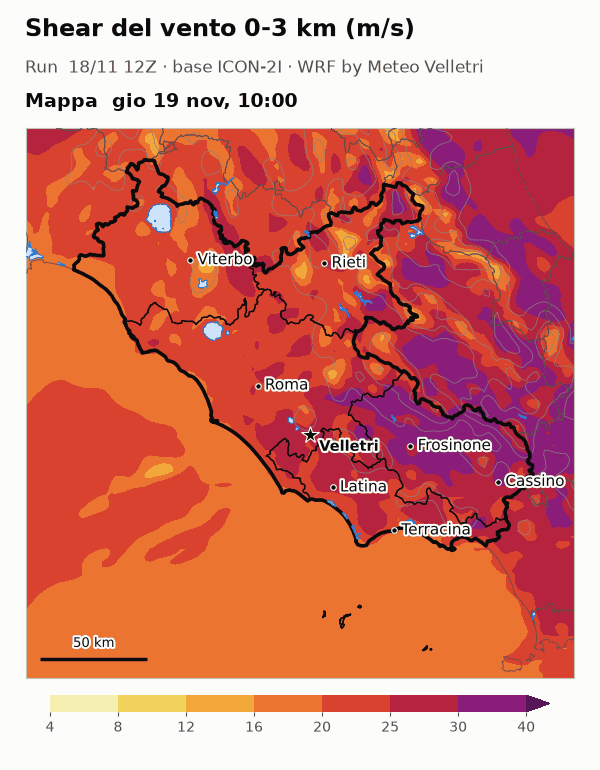 Shear del vento 0-3 km (m/s)
Run  18/11 12Z · base ICON-2I · WRF by Meteo Velletri
Mappa  gio 19 nov, 10:00
Viterbo
Rieti
Roma
Velletri
Frosinone
Cassino
Latina
Terracina
50 km
4 8 12 16 20 25 30 40